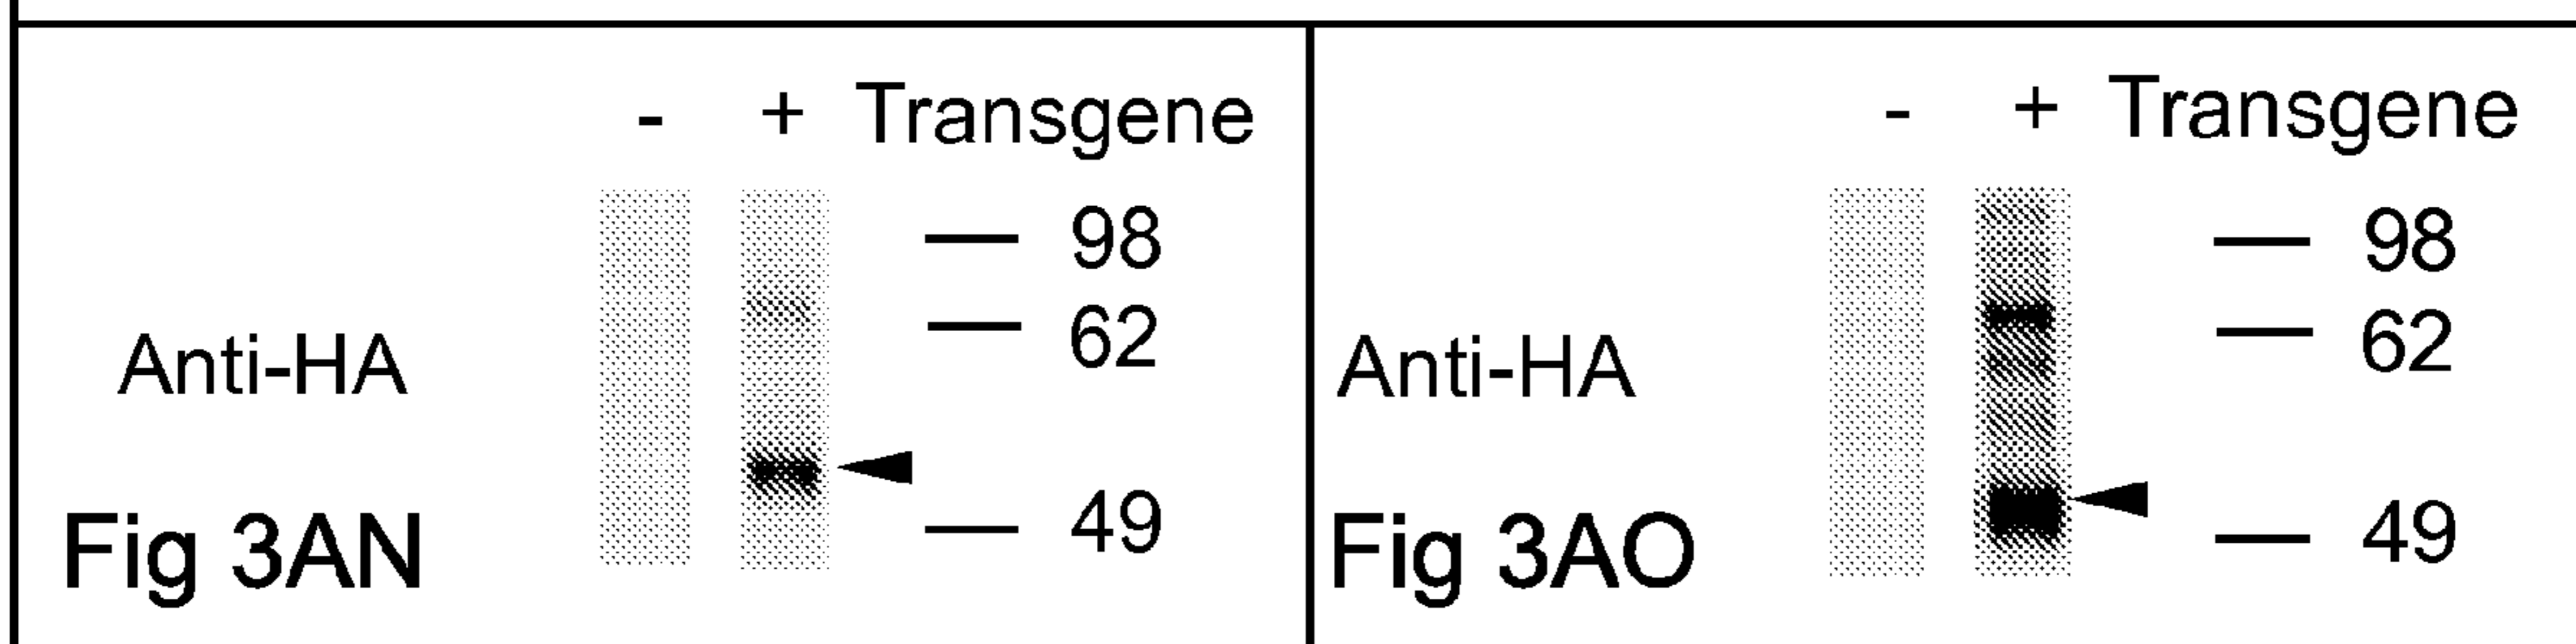 - + Transgene
98
62
Anti-HA
49
Fig 3AN
- + Transgene
98
62
Anti-HA
49
Fig 3AO